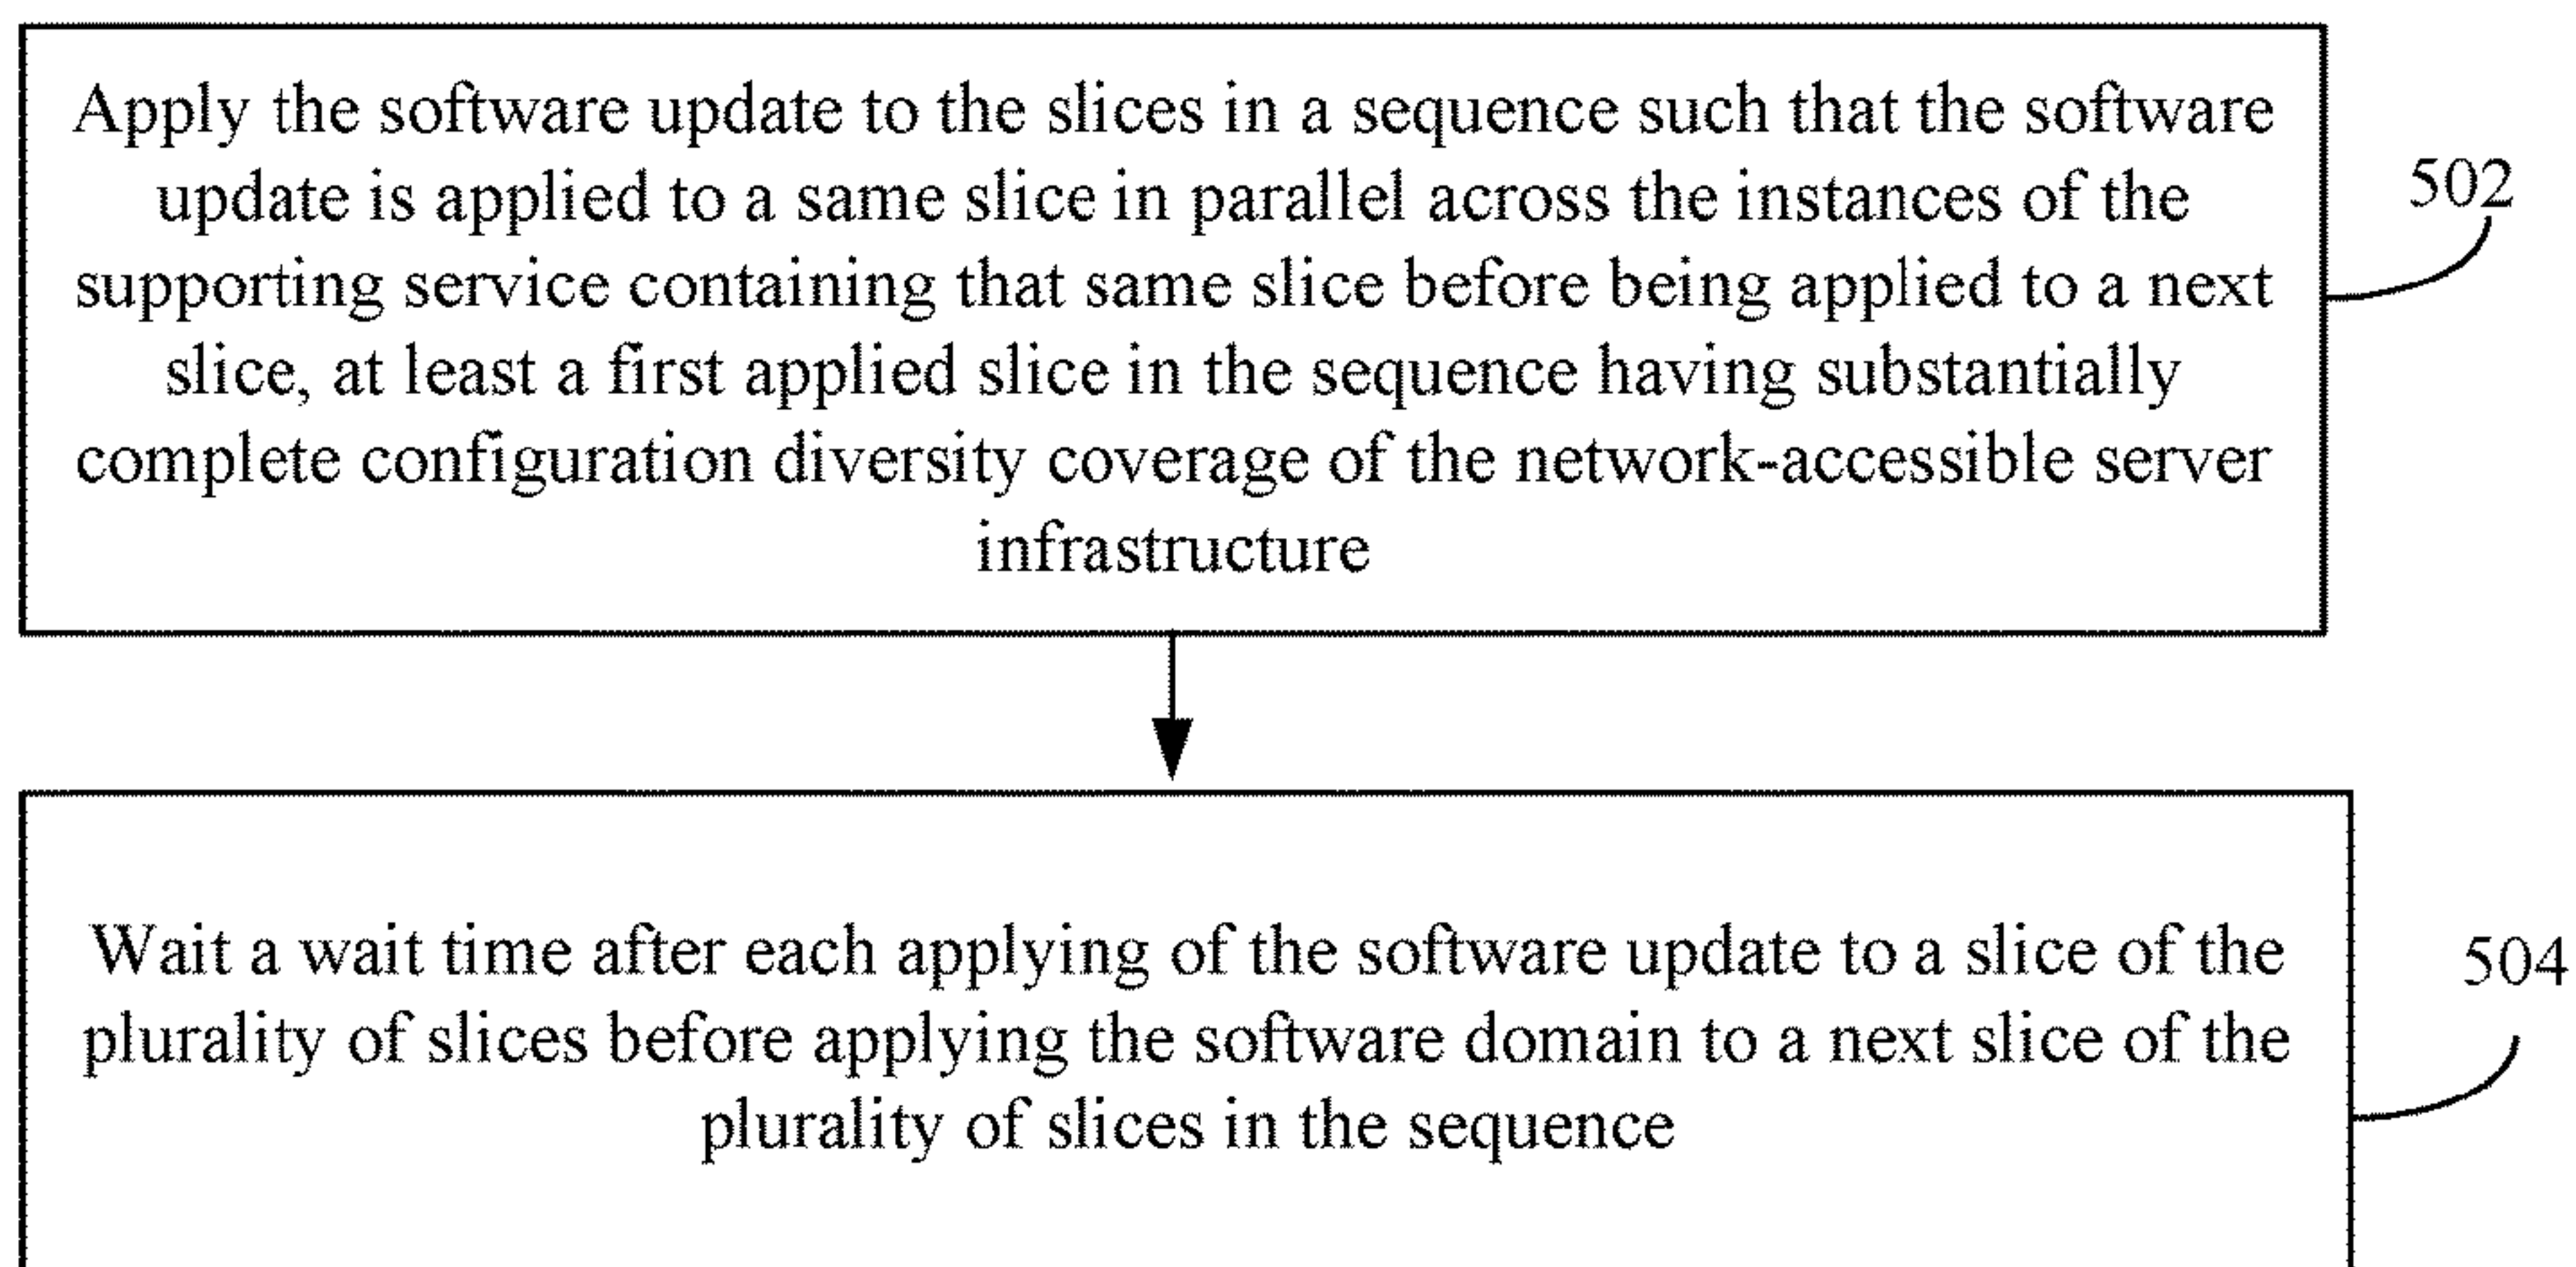 Apply the software update to the slices in a sequence such that the software
update is applied to a same slice in parallel across the instances of the
502
supporting service containing that same slice before being applied to a next
slice, at least a first applied slice in the sequence having substantially
complete configuration diversity coverage of the network-accessible server
infrastructure
Wait a wait time after each applying of the software update to a slice of the
504
plurality of slices before applying the software domain to a next slice of the
plurality of slices in the sequence